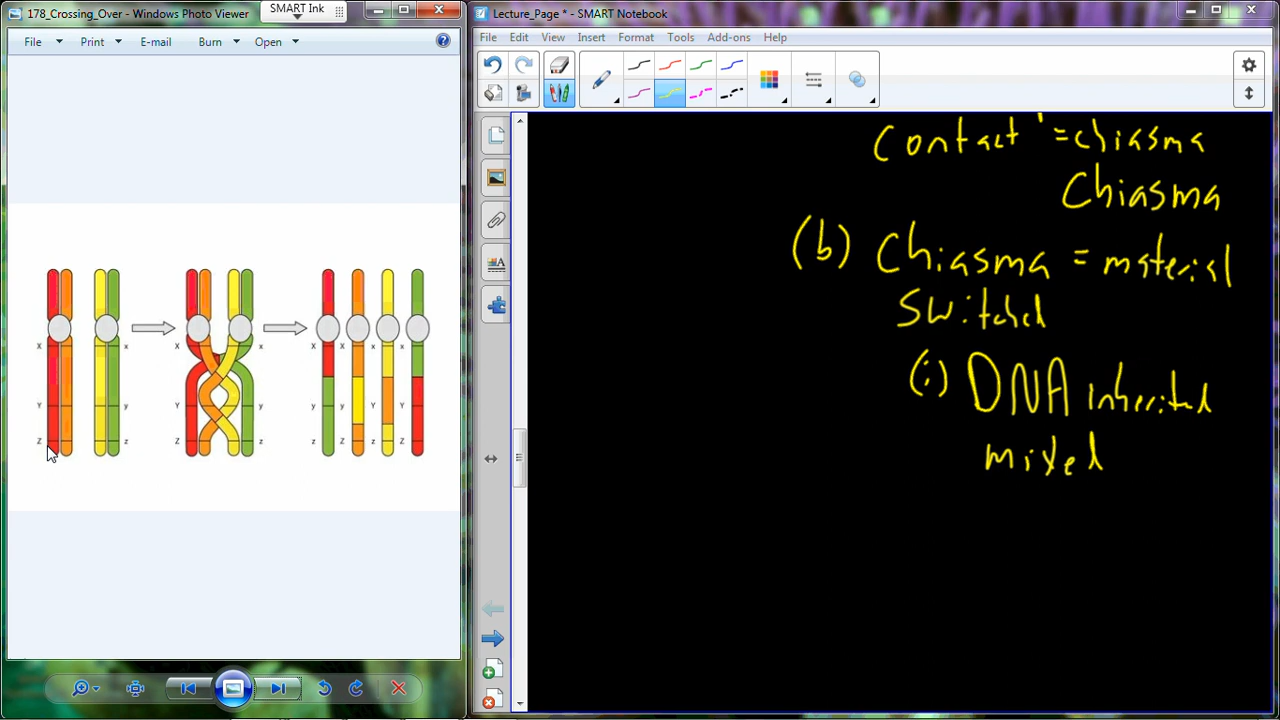 178_Crossing_Over - Windows Photo Viewer
SMART Ink
File Print E-mail Burn Open
X x X x X x x X
Y y Y y y Y y Y
Z z Z z z Z z Z
Lecture_Page * - SMART Notebook
File Edit View Insert Format Tools Add-ons Help
Contact = chiasma
Chiasma
(b) Chiasma = material
Switched
(i) DNA inherited
mixed